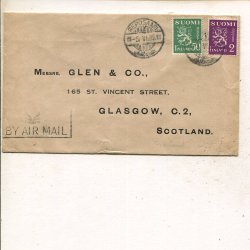 SUOMI SUOMI
2
MESSRS. GLEN & CO.,
165 ST. VINCENT STREET,
GLASGOW, C.2,
SCOTLAND.
BY AIR MAIL